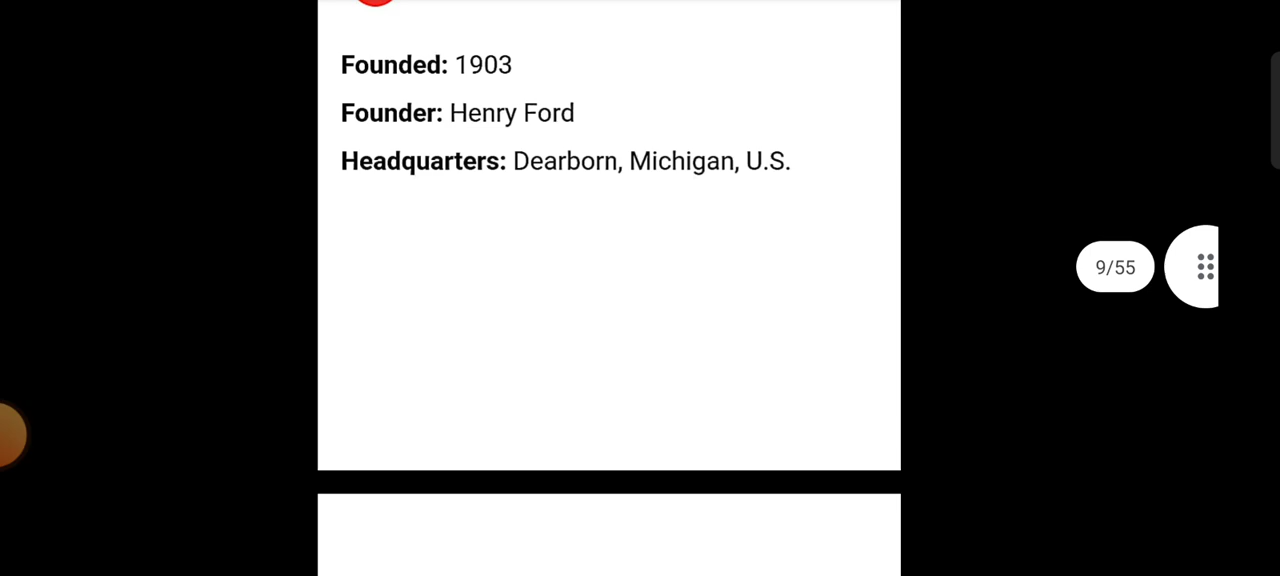 Founded: 1903
Founder: Henry Ford
Headquarters: Dearborn, Michigan, U.S.
9/55